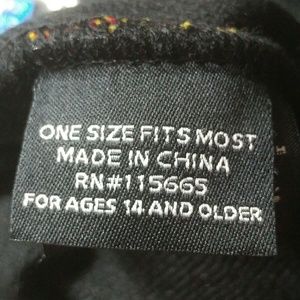 ONE SIZE FITS MOST
MADE IN CHINA
RN#115665
FOR AGES 14 AND OLDER